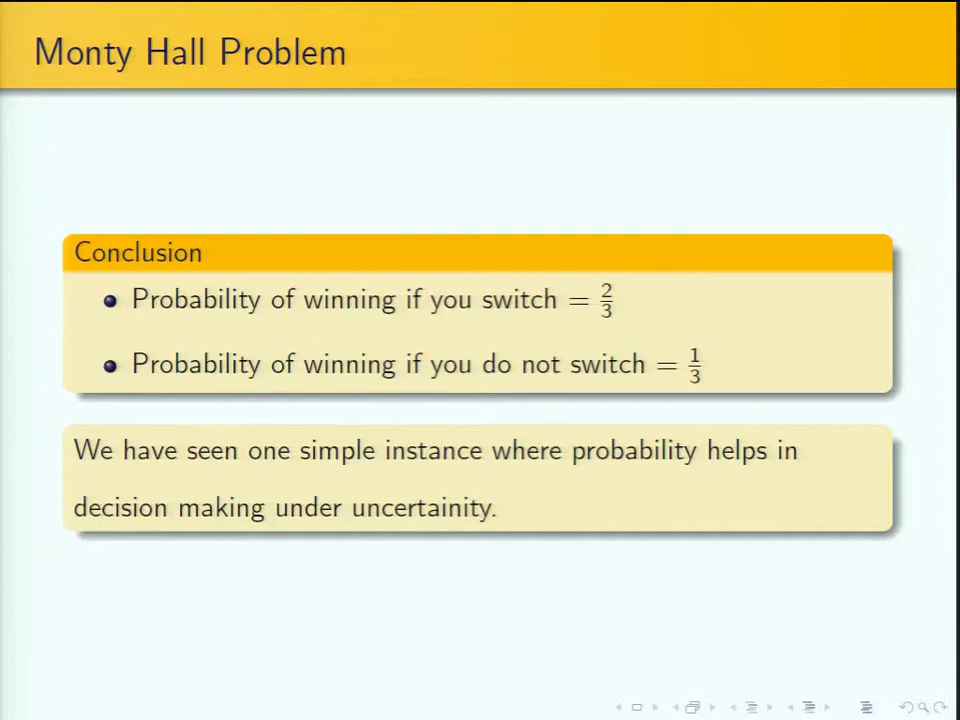 Monty Hall Problem
Conclusion
Probability of winning if you switch = 2/3
Probability of winning if you do not switch = 1/3
We have seen one simple instance where probability helps in
decision making under uncertainity.